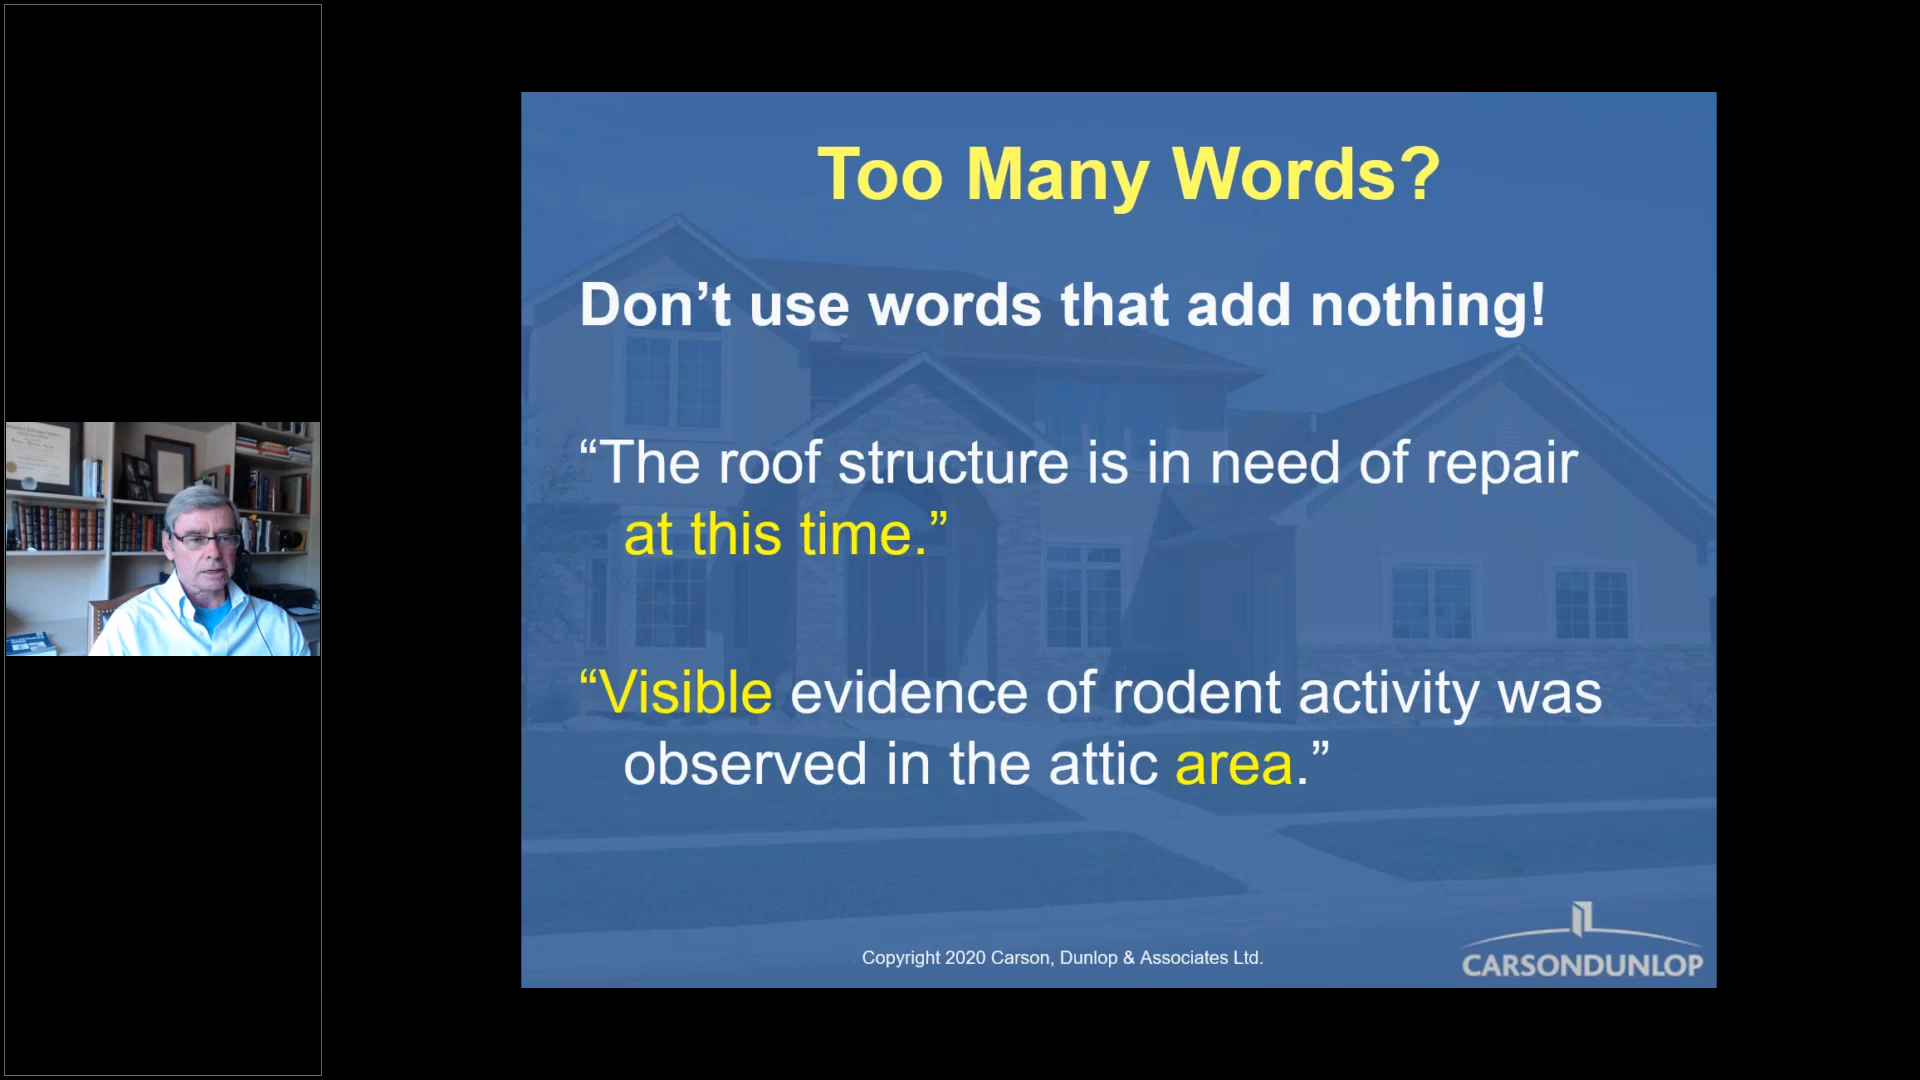 Too Many Words?
Don’t use words that add nothing!
“The roof structure is in need of repair
at this time.”
“Visible evidence of rodent activity was
observed in the attic area.”
Copyright 2020 Carson, Dunlop & Associates Ltd.
CARSONDUNLOP